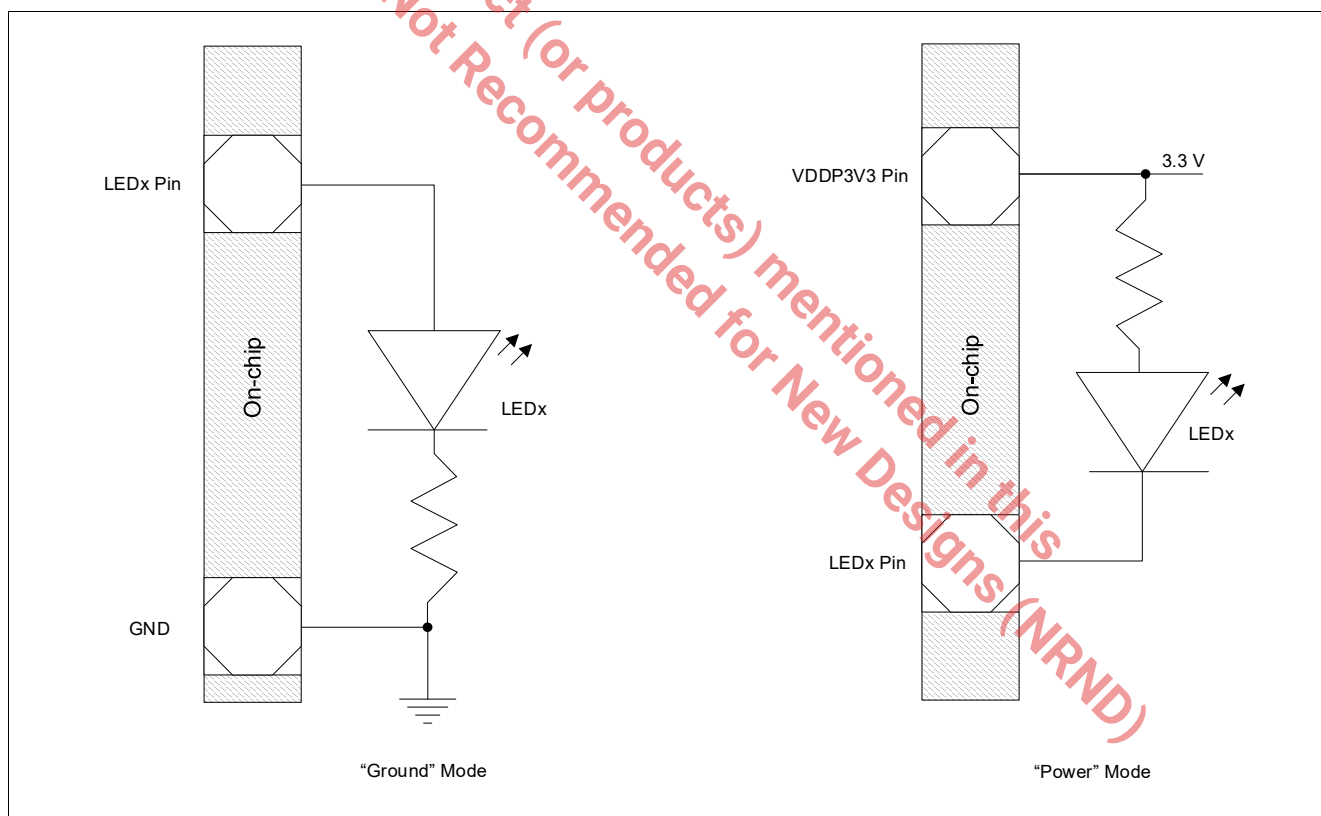 ct (or products) mentioned in this
Not Recommended for New Designs (NRND)
LEDx Pin
On-chip
LEDx
GND
“Ground” Mode
VDDP3V3 Pin
3.3 V
On-chip
LEDx
LEDx Pin
“Power” Mode